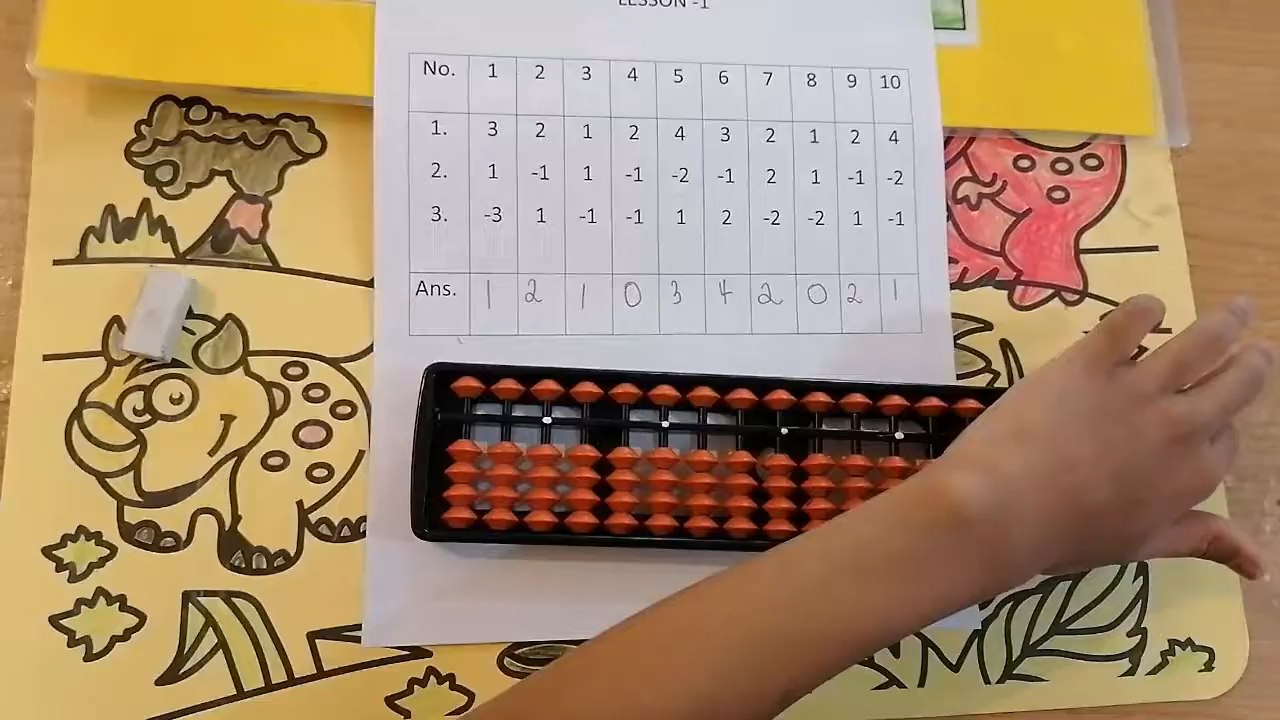 LESSON -1
No. 1 2 3 4 5 6 7 8 9 10
1. 3 2 1 2 4 3 2 1 2 4
2. 1 -1 1 -1 -2 -1 2 1 -1 -2
3. -3 1 -1 -1 1 2 -2 -2 1 -1
Ans. 1 2 1 0 3 4 2 0 2 1